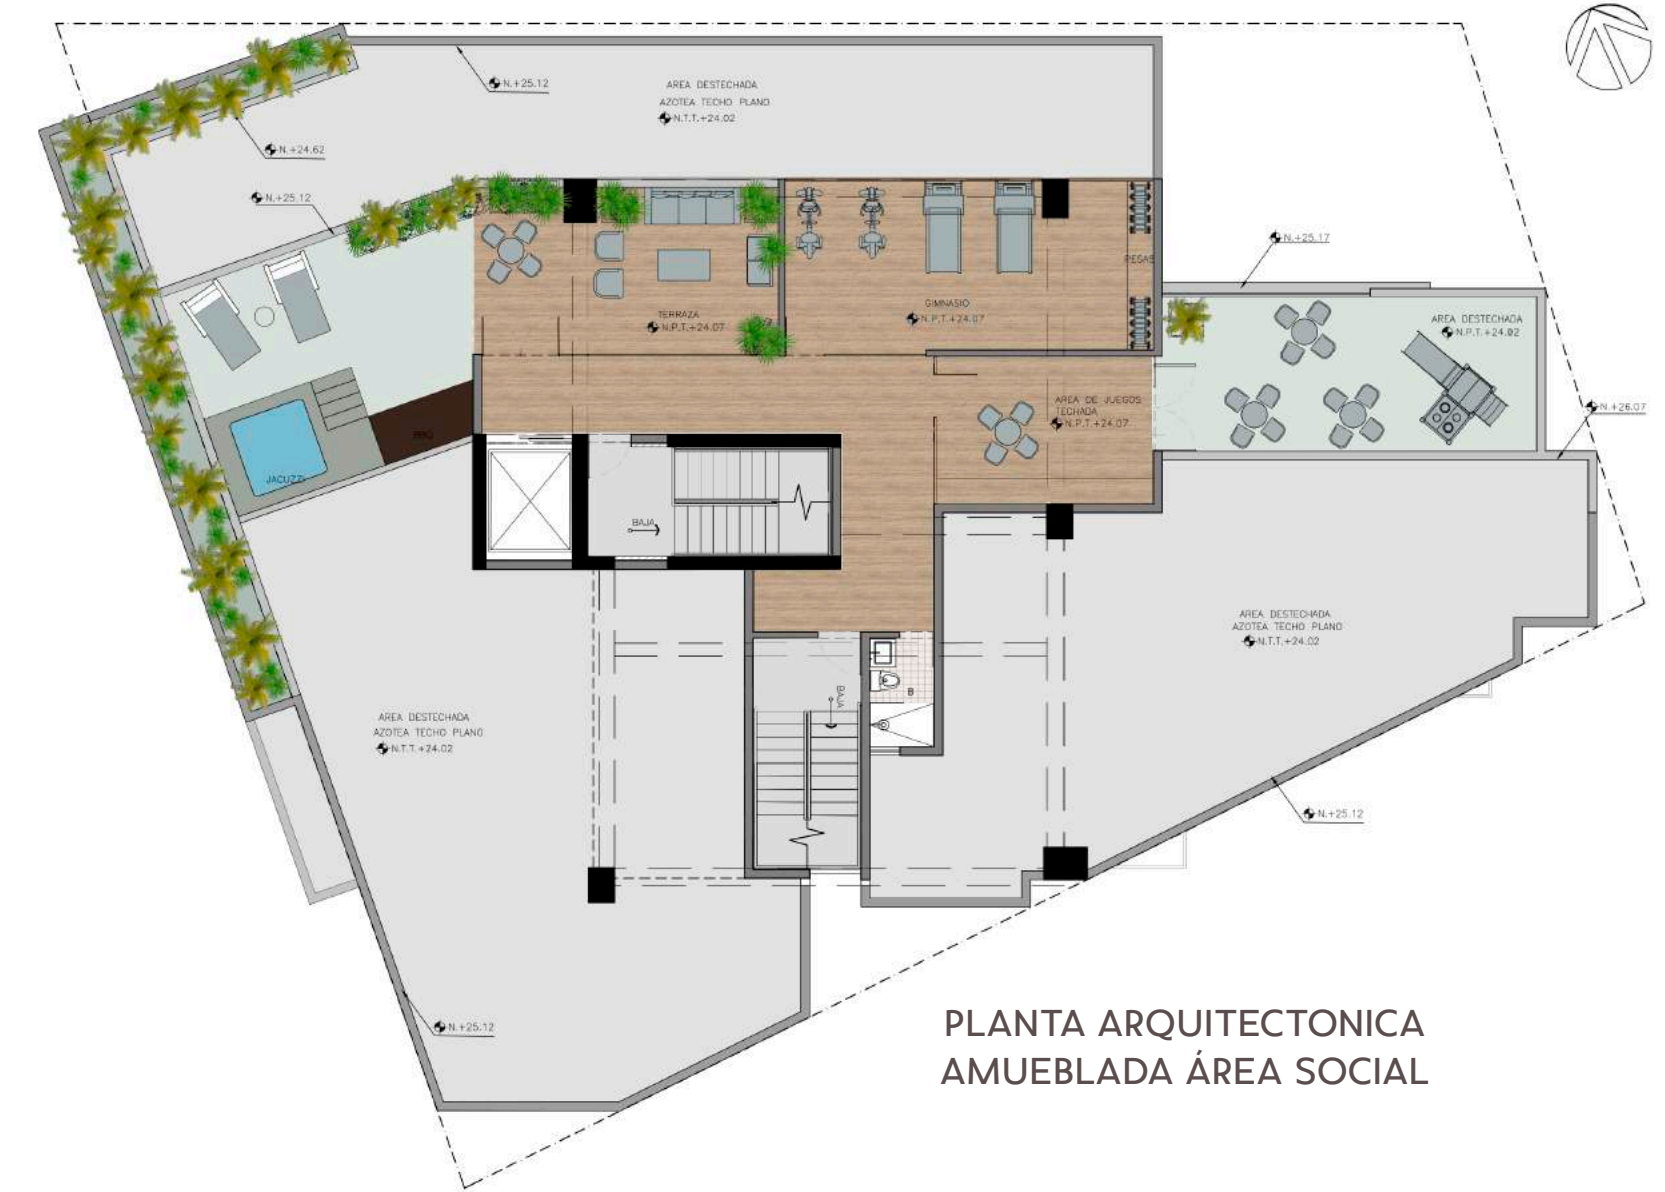 N.+25.12
AREA DESTECHADA
AZOTEA TECHO PLANO
N.T.T.+24.02
N.+24.62
N.+25.12
N.+25.17
PESAS
GIMNASIO
N.P.T.+24.07
TERRAZA
N.P.T.+24.07
AREA DESTECHADA
N.P.T.+24.02
AREA DE JUEGOS
TECHADA
N.P.T.+24.07
N.+26.07
BBQ
JACUZZI
BAJA
AREA DESTECHADA
AZOTEA TECHO PLANO
N.T.T.+24.02
B
BAJA
AREA DESTECHADA
AZOTEA TECHO PLANO
N.T.T.+24.02
N.+25.12
N.+25.12
PLANTA ARQUITECTONICA
AMUEBLADA ÁREA SOCIAL